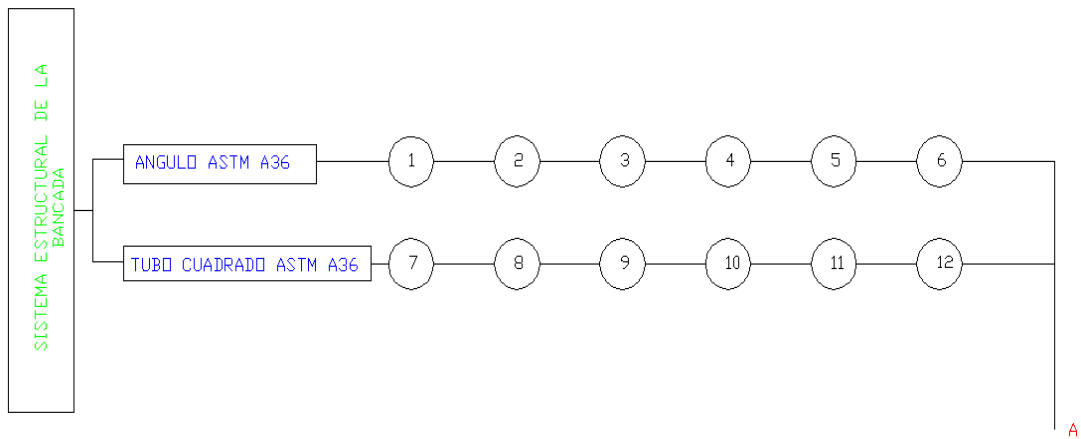 SISTEMA ESTRUCTURAL DE LA
BANCADA
ANGULO ASTM A36
1 2 3 4 5 6
TUBO CUADRADO ASTM A36
7 8 9 10 11 12
A